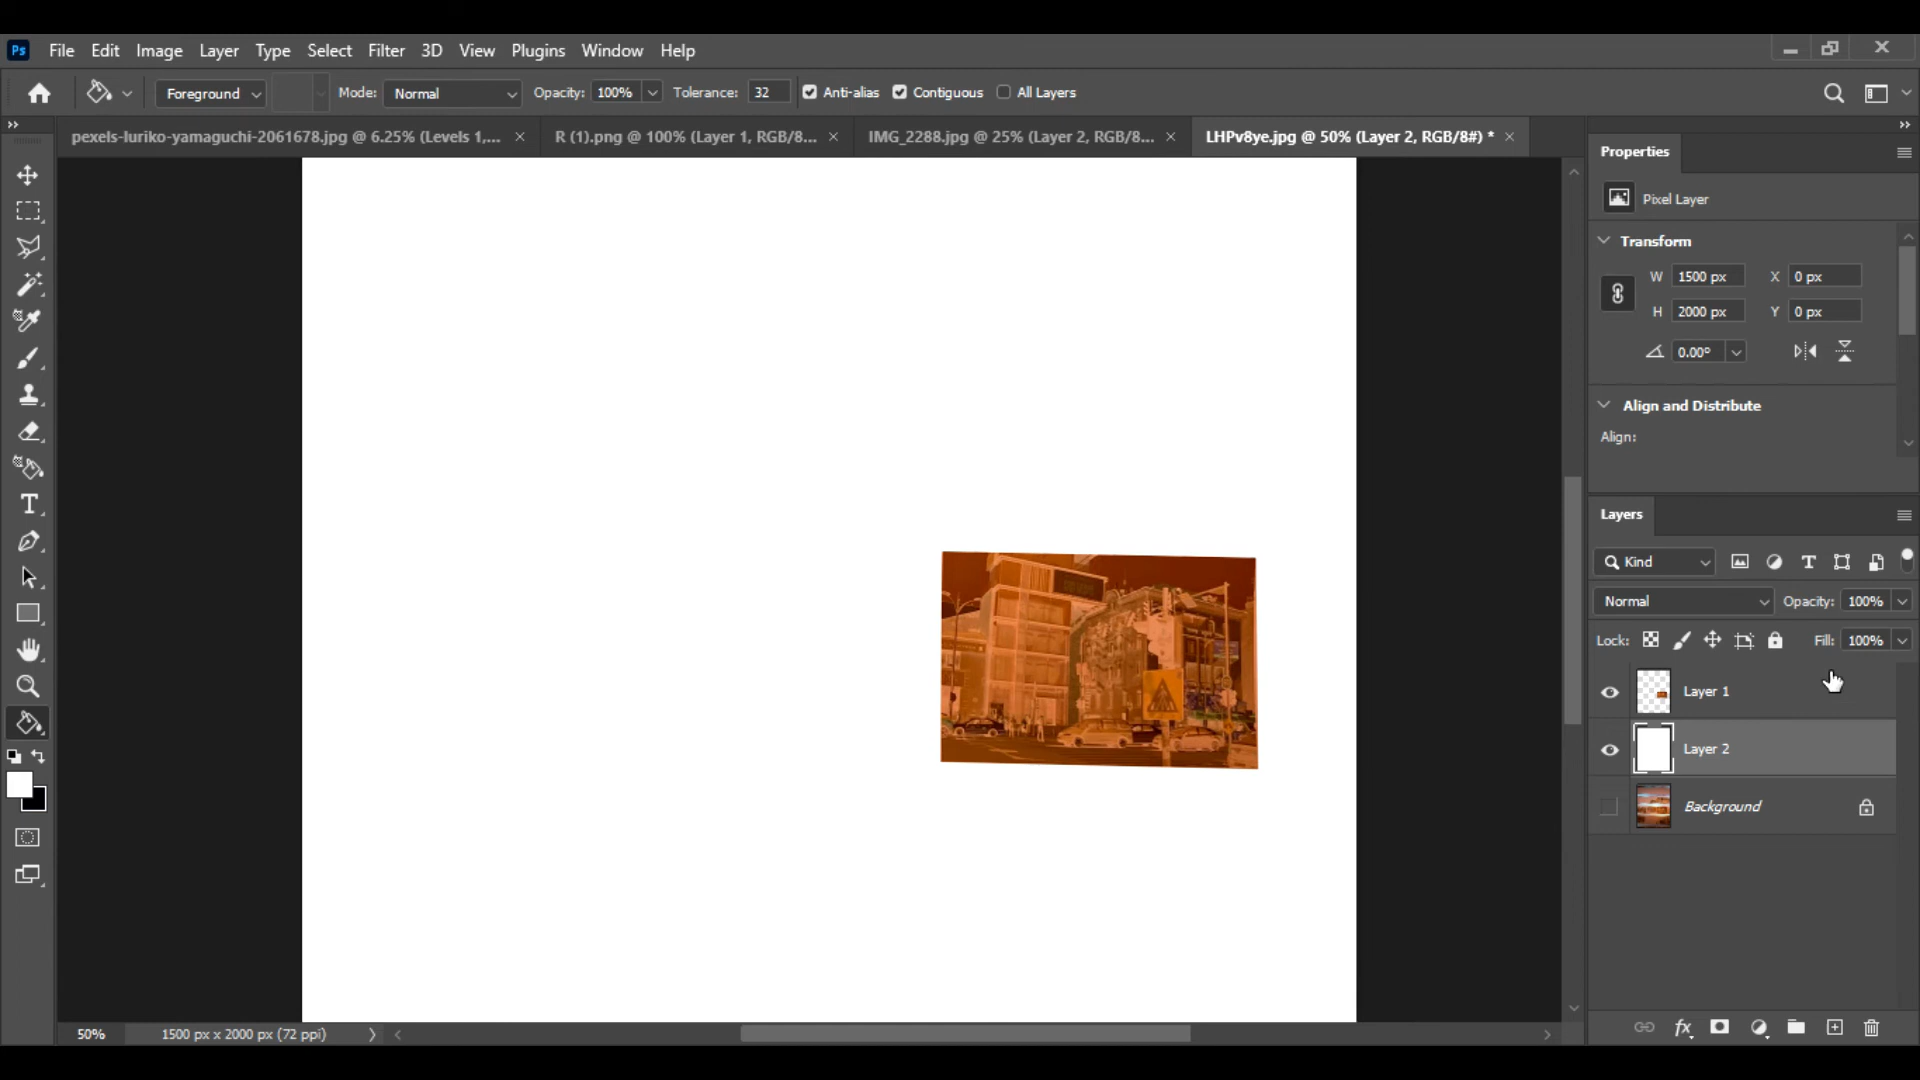 Ps File Edit Image Layer Type Select Filter 3D View Plugins Window Help
Foreground Mode: Normal Opacity: 100% Tolerance: 32 Anti-alias Contiguous All Layers
pexels-luriko-yamaguchi-2061678.jpg @ 6.25% (Levels 1,... R (1).png @ 100% (Layer 1, RGB/8... IMG_2288.jpg @ 25% (Layer 2, RGB/8... LHPv8ye.jpg @ 50% (Layer 2, RGB/8#) *
Properties
Pixel Layer
Transform
W 1500 px X 0 px
H 2000 px Y 0 px
0.00°
Align and Distribute
Align:
Layers
Kind
Normal Opacity: 100%
Lock: Fill: 100%
Layer 1
Layer 2
Background
fx
50% 1500 px x 2000 px (72 ppi)